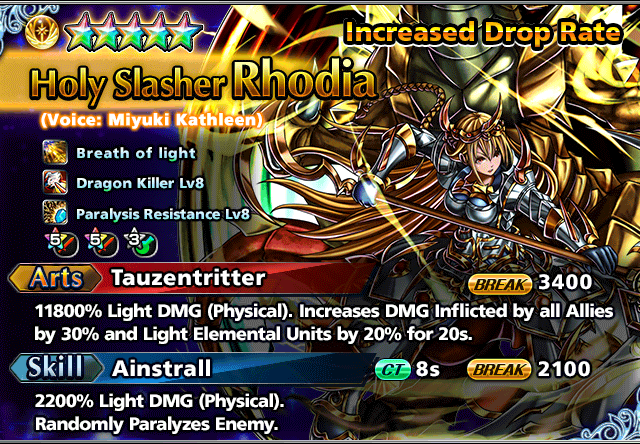 Increased Drop Rate
Holy Slasher Rhodia
(Voice: Miyuki Kathleen)
Breath of light
Dragon Killer Lv8
Paralysis Resistance Lv8
5 5 3
Arts Tauzentritter BREAK 3400
11800% Light DMG (Physical). Increases DMG Inflicted by all Allies
by 30% and Light Elemental Units by 20% for 20s.
Skill Ainstrall CT 8s BREAK 2100
2200% Light DMG (Physical).
Randomly Paralyzes Enemy.